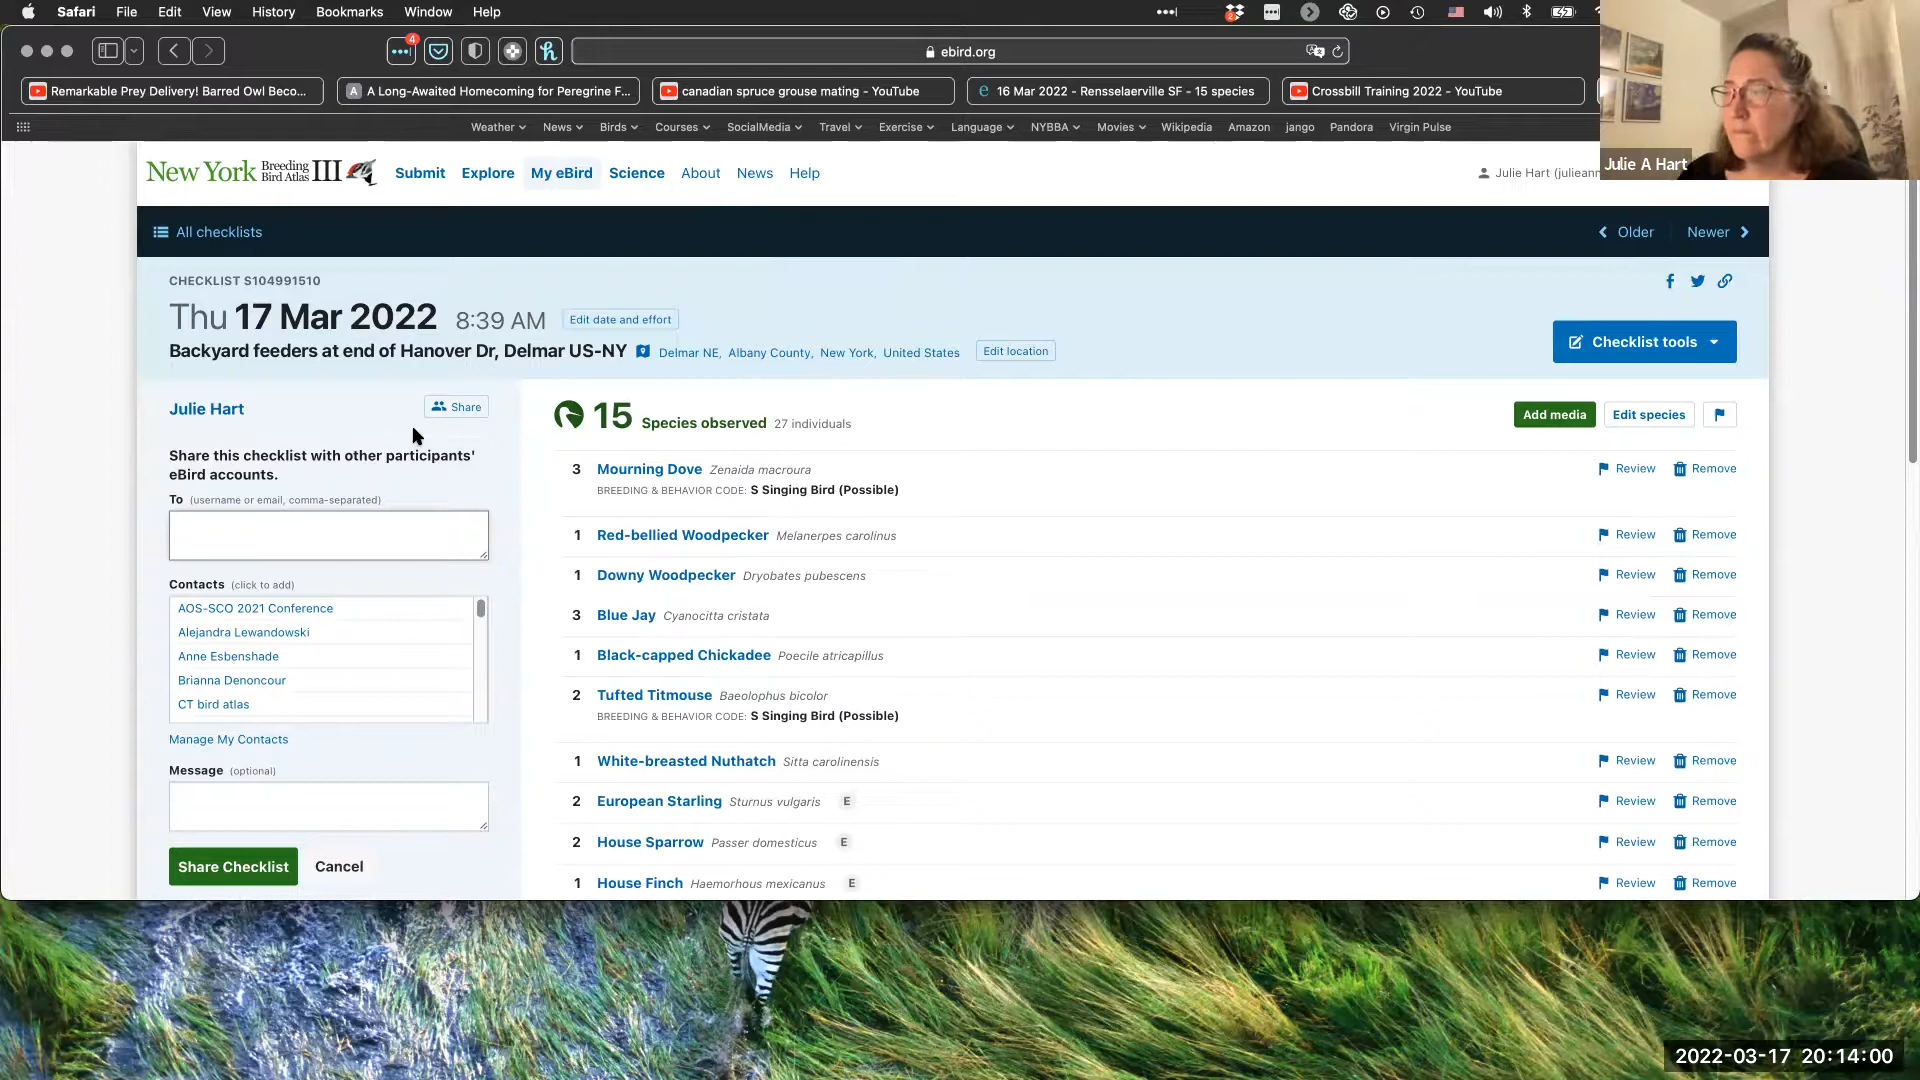 Safari File Edit View History Bookmarks Window Help
2
4
ebird.org
Remarkable Prey Delivery! Barred Owl Beco...
A A Long-Awaited Homecoming for Peregrine F...
canadian spruce grouse mating - YouTube
16 Mar 2022 - Rensselaerville SF - 15 species
Crossbill Training 2022 - YouTube
Weather News Birds Courses SocialMedia Travel Exercise Language NYBBA Movies Wikipedia Amazon jango Pandora Virgin Pulse
Julie A Hart
New York Breeding Bird Atlas III
Submit Explore My eBird Science About News Help
Julie Hart (juliean
All checklists
Older Newer
CHECKLIST S104991510
Thu 17 Mar 2022 8:39 AM Edit date and effort
Backyard feeders at end of Hanover Dr, Delmar US-NY Delmar NE, Albany County, New York, United States Edit location
Checklist tools
Julie Hart Share
Share this checklist with other participants'
eBird accounts.
To (username or email, comma-separated)
Contacts (click to add)
AOS-SCO 2021 Conference
Alejandra Lewandowski
Anne Esbenshade
Brianna Denoncour
CT bird atlas
Manage My Contacts
Message (optional)
Share Checklist Cancel
15 Species observed 27 individuals
Add media Edit species
3 Mourning Dove Zenaida macroura Review Remove
BREEDING & BEHAVIOR CODE: S Singing Bird (Possible)
1 Red-bellied Woodpecker Melanerpes carolinus Review Remove
1 Downy Woodpecker Dryobates pubescens Review Remove
3 Blue Jay Cyanocitta cristata Review Remove
1 Black-capped Chickadee Poecile atricapillus Review Remove
2 Tufted Titmouse Baeolophus bicolor Review Remove
BREEDING & BEHAVIOR CODE: S Singing Bird (Possible)
1 White-breasted Nuthatch Sitta carolinensis Review Remove
2 European Starling Sturnus vulgaris E Review Remove
2 House Sparrow Passer domesticus E Review Remove
1 House Finch Haemorhous mexicanus E Review Remove
2022-03-17 20:14:00